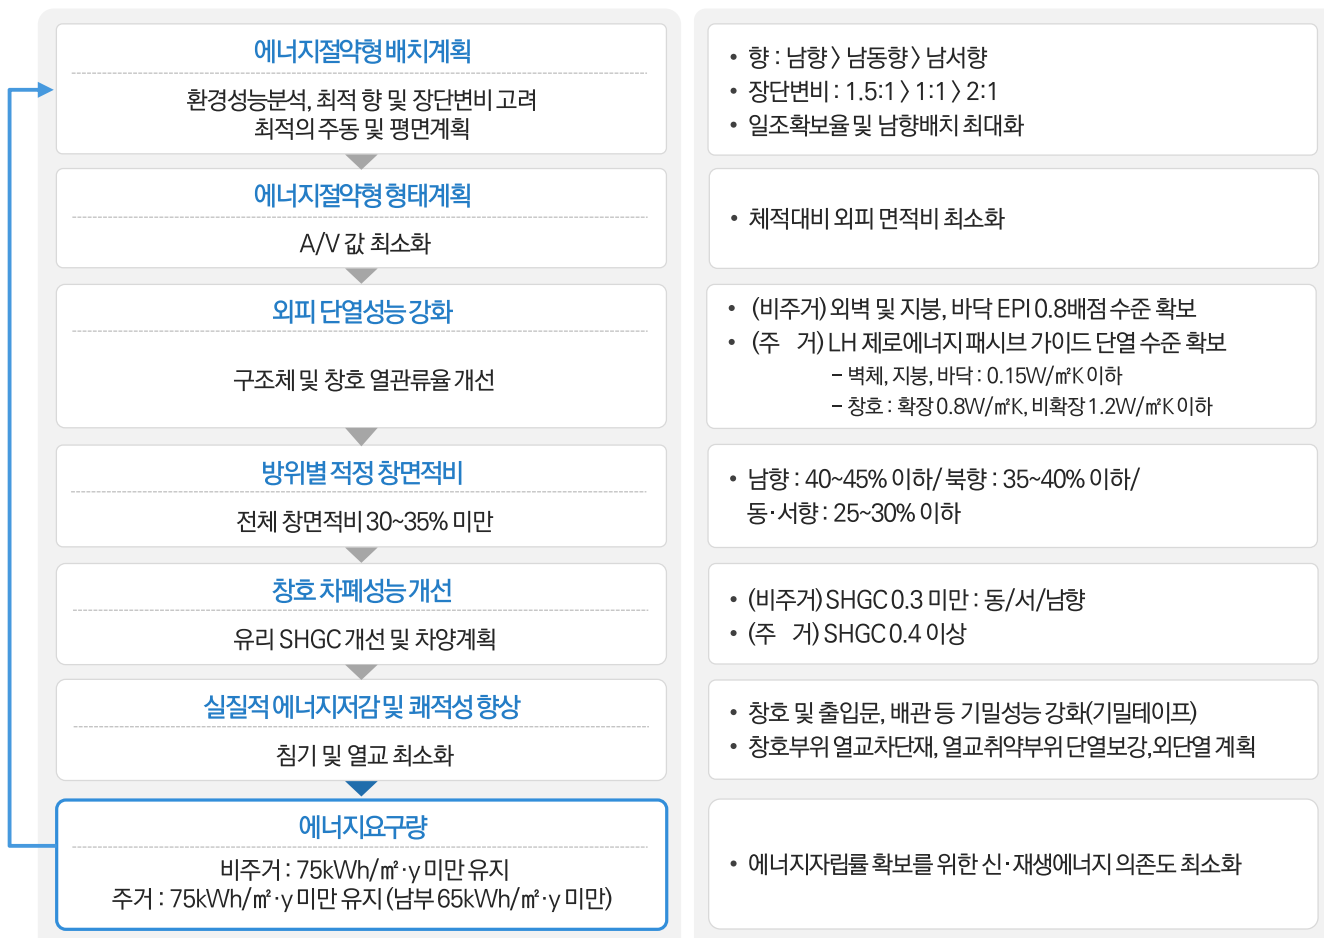 에너지절약형 배치계획
환경성능분석, 최적 향 및 장단변비 고려
최적의 주동 및 평면계획
• 향 : 남향 〉 남동향 〉 남서향
• 장단변비 : 1.5:1 〉 1:1 〉 2:1
• 일조확보율 및 남향배치 최대화
에너지절약형 형태계획
A/V 값 최소화
• 체적대비 외피 면적비 최소화
외피 단열성능 강화
구조체 및 창호 열관류율 개선
• (비주거) 외벽 및 지붕, 바닥 EPI 0.8배점 수준 확보
• (주 거) LH 제로에너지 패시브 가이드 단열 수준 확보
– 벽체, 지붕, 바닥 : 0.15W/㎡K 이하
– 창호 : 확장 0.8W/㎡K, 비확장 1.2W/㎡K 이하
방위별 적정 창면적비
전체 창면적비 30~35% 미만
• 남향 : 40~45% 이하/ 북향 : 35~40% 이하/
동·서향 : 25~30% 이하
창호 차폐성능 개선
유리 SHGC 개선 및 차양계획
• (비주거) SHGC 0.3 미만 : 동/서/남향
• (주 거) SHGC 0.4 이상
실질적 에너지저감 및 쾌적성 향상
침기 및 열교 최소화
• 창호 및 출입문, 배관 등 기밀성능 강화(기밀테이프)
• 창호부위 열교차단재, 열교취약부위 단열보강,외단열 계획
에너지요구량
비주거 : 75kWh/㎡·y 미만 유지
주거 : 75kWh/㎡·y 미만 유지 (남부 65kWh/㎡·y 미만)
• 에너지자립률 확보를 위한 신·재생에너지 의존도 최소화